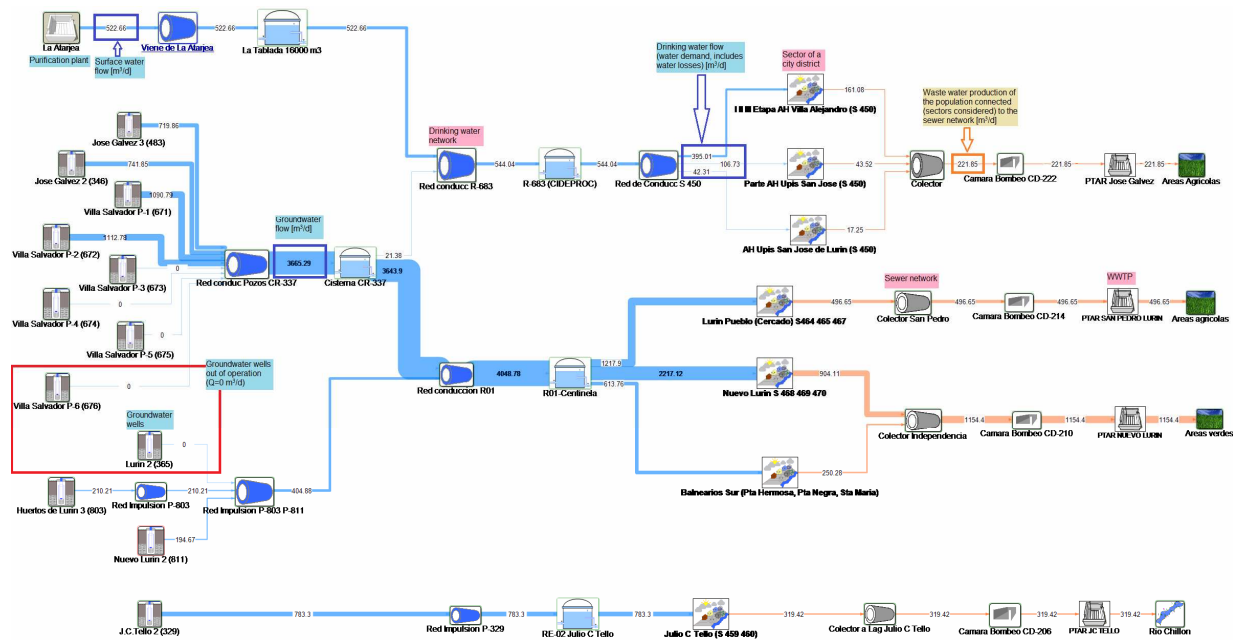 522.66
522.66
522.66
La Atarjea
Viene de La Atarjea
La Tablada 16000 m3
Purification plant
Surface water
flow [m³/d]
Drinking water flow
(water demand, includes
water losses) [m³/d]
Sector of a
city district
161.08
I II III Etapa AH Villa Alejandro (S 450)
Waste water production of
the population connected
(sectors considered) to the
sewer network [m³/d]
719.86
Jose Galvez 3 (483)
Drinking water
network
741.85
Jose Galvez 2 (346)
544.04
544.04
395.01
106.73
42.31
43.52
221.85
221.85
221.85
221.85
Red conducc R-683
R-683 (CIDEPROC)
Red de Conducc S 450
Parte AH Upis San Jose (S 450)
Colector
Camara Bombeo CD-222
PTAR Jose Galvez
Areas Agricolas
1090.79
Villa Salvador P-1 (671)
Groundwater
flow [m³/d]
17.25
AH Upis San Jose de Lurin (S 450)
1112.78
Villa Salvador P-2 (672)
3665.29
21.38
3643.9
Red conduc Pozos CR-337
Cisterna CR-337
0
Villa Salvador P-3 (673)
Sewer network
WWTP
0
Villa Salvador P-4 (674)
496.65
496.65
496.65
496.65
Lurin Pueblo (Cercado) S464 465 467
Colector San Pedro
Camara Bombeo CD-214
PTAR SAN PEDRO LURIN
Areas agricolas
0
Villa Salvador P-5 (675)
Groundwater wells
out of operation
(Q=0 m³/d)
0
Villa Salvador P-6 (676)
4048.78
1217.9
2217.12
613.76
904.11
Red conduccion R01
R01-Centinela
Nuevo Lurin S 468 469 470
Groundwater
wells
0
Lurin 2 (365)
1154.4
1154.4
1154.4
Colector Independencia
Camara Bombeo CD-210
PTAR NUEVO LURIN
Areas verdes
250.28
Balnearios Sur (Pta Hermosa, Pta Negra, Sta Maria)
210.21
210.21
404.88
Huertos de Lurin 3 (803)
Red Impulsion P-803
Red Impulsion P-803 P-811
194.67
Nuevo Lurin 2 (811)
783.3
783.3
783.3
319.42
319.42
319.42
319.42
J.C.Tello 2 (329)
Red Impulsion P-329
RE-02 Julio C Tello
Julio C Tello (S 459 460)
Colector a Lag Julio C Tello
Camara Bombeo CD-206
PTAR JC TELLO
Rio Chillon